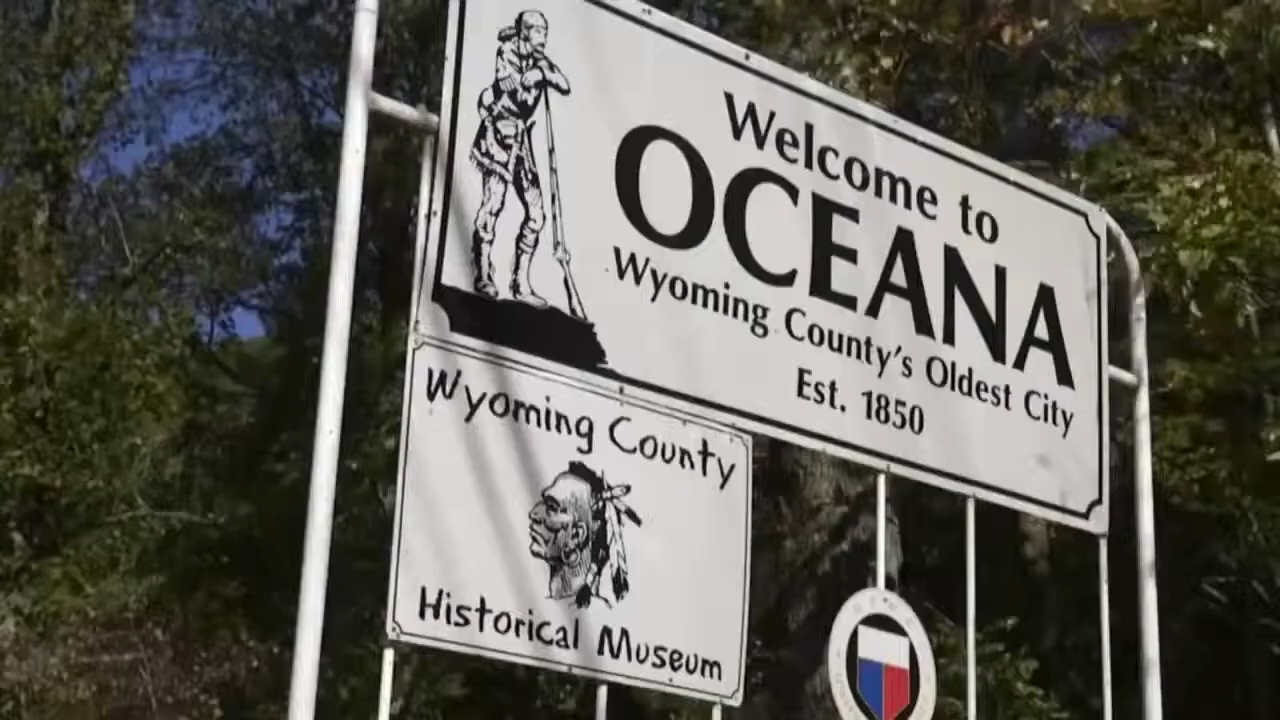 Welcome to
OCEANA
Wyoming County's Oldest City
Est. 1850
Wyoming County
Historical Museum